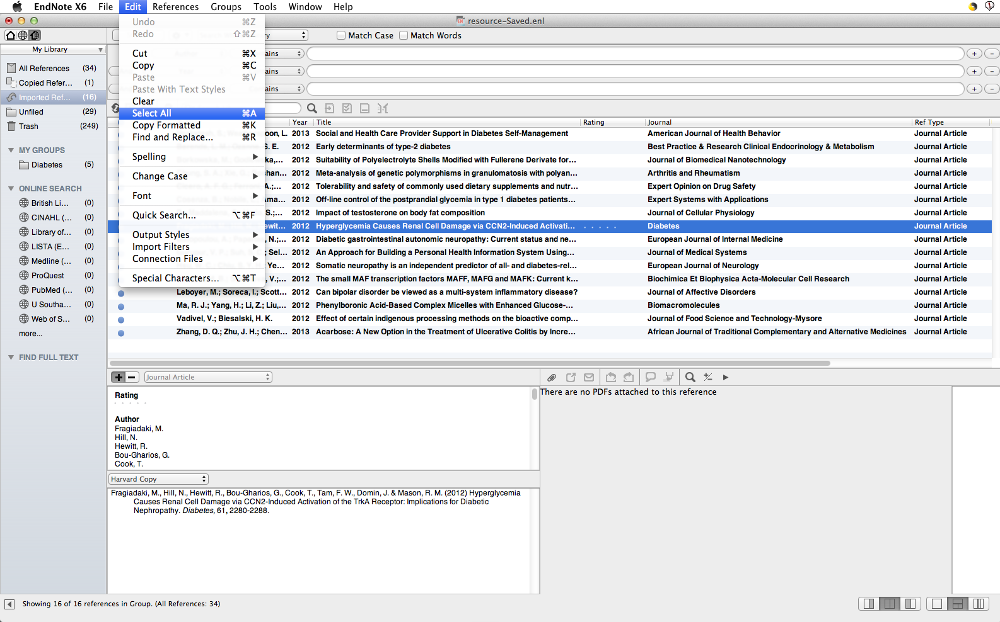 EndNote X6 File Edit References Groups Tools Window Help
resource-Saved.enl
Match Case Match Words
My Library
All References (34)
Copied Refer... (1)
Imported Ref... (16)
Unfiled (29)
Trash (249)
MY GROUPS
Diabetes (5)
ONLINE SEARCH
British Li... (0)
CINAHL (... (0)
Library of... (0)
LISTA (E... (0)
Medline (... (0)
ProQuest (0)
PubMed (... (0)
U Southa... (0)
Web of S... (0)
more...
FIND FULL TEXT
Undo ⌘Z
Redo ⇧⌘Z
Cut ⌘X
Copy ⌘C
Paste ⌘V
Paste With Text Styles
Clear
Select All ⌘A
Copy Formatted ⌘K
Find and Replace... ⌘R
Spelling
Change Case
Font
Quick Search... ⌥⌘F
Output Styles
Import Filters
Connection Files
Special Characters... ⌥⌘T
Year Title Rating Journal Ref Type
oon, L. 2013 Social and Health Care Provider Support in Diabetes Self-Management American Journal of Health Behavior Journal Article
S. E. 2012 Early determinants of type-2 diabetes Best Practice & Research Clinical Endocrinology & Metabolism Journal Article
ka,... 2012 Suitability of Polyelectrolyte Shells Modified with Fullerene Derivate for... Journal of Biomedical Nanotechnology Journal Article
han... 2012 Meta-analysis of genetic polymorphisms in granulomatosis with polyan... Arthritis and Rheumatism Journal Article
A.;... 2012 Tolerability and safety of commonly used dietary supplements and nutr... Expert Opinion on Drug Safety Journal Article
ma... 2012 Off-line control of the postprandial glycemia in type 1 diabetes patients... Expert Systems with Applications Journal Article
S.;... 2012 Impact of testosterone on body fat composition Journal of Cellular Physiology Journal Article
ewit... 2012 Hyperglycemia Causes Renal Cell Damage via CCN2-Induced Activati... Diabetes Journal Article
N.;... 2012 Diabetic gastrointestinal autonomic neuropathy: Current status and ne... European Journal of Internal Medicine Journal Article
Sel... 2012 An Approach for Building a Personal Health Information System Using... Journal of Medical Systems Journal Article
Ye... 2012 Somatic neuropathy is an independent predictor of all- and diabetes-rel... European Journal of Neurology Journal Article
V.;... 2012 The small MAF transcription factors MAFF, MAFG and MAFK: Current k... Biochimica Et Biophysica Acta-Molecular Cell Research Journal Article
Leboyer, M.; Soreca, I.; Scott... 2012 Can bipolar disorder be viewed as a multi-system inflammatory disease? Journal of Affective Disorders Journal Article
Ma, R. J.; Yang, H.; Li, Z.; Liu,... 2012 Phenylboronic Acid-Based Complex Micelles with Enhanced Glucose-... Biomacromolecules Journal Article
Vadivel, V.; Biesalski, H. K. 2012 Effect of certain indigenous processing methods on the bioactive comp... Journal of Food Science and Technology-Mysore Journal Article
Zhang, D. Q.; Zhu, J. H.; Chen... 2013 Acarbose: A New Option in the Treatment of Ulcerative Colitis by Incre... African Journal of Traditional Complementary and Alternative Medicines Journal Article
Journal Article
Rating
Author
Fragiadaki, M.
Hill, N.
Hewitt, R.
Bou-Gharios, G.
Cook, T.
There are no PDFs attached to this reference
Harvard Copy
Fragiadaki, M., Hill, N., Hewitt, R., Bou-Gharios, G., Cook, T., Tam, F. W., Domin, J. & Mason, R. M. (2012) Hyperglycemia
Causes Renal Cell Damage via CCN2-Induced Activation of the TrkA Receptor: Implications for Diabetic
Nephropathy. Diabetes, 61, 2280-2288.
Showing 16 of 16 references in Group. (All References: 34)